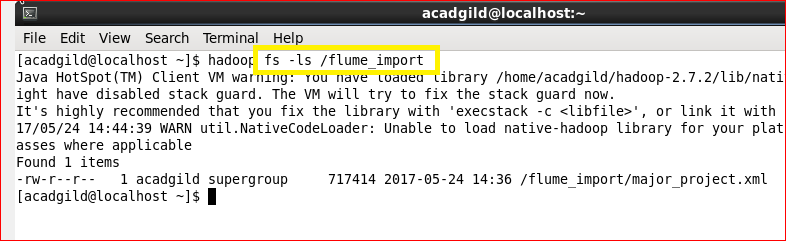 acadgild@localhost:~
File Edit View Search Terminal Help
[acadgild@localhost ~]$ hadoop fs -ls /flume_import
Java HotSpot(TM) Client VM warning: You have loaded library /home/acadgild/hadoop-2.7.2/lib/nati
ight have disabled stack guard. The VM will try to fix the stack guard now.
It's highly recommended that you fix the library with 'execstack -c <libfile>', or link it with
17/05/24 14:44:39 WARN util.NativeCodeLoader: Unable to load native-hadoop library for your plat
asses where applicable
Found 1 items
-rw-r--r--   1 acadgild supergroup     717414 2017-05-24 14:36 /flume_import/major_project.xml
[acadgild@localhost ~]$